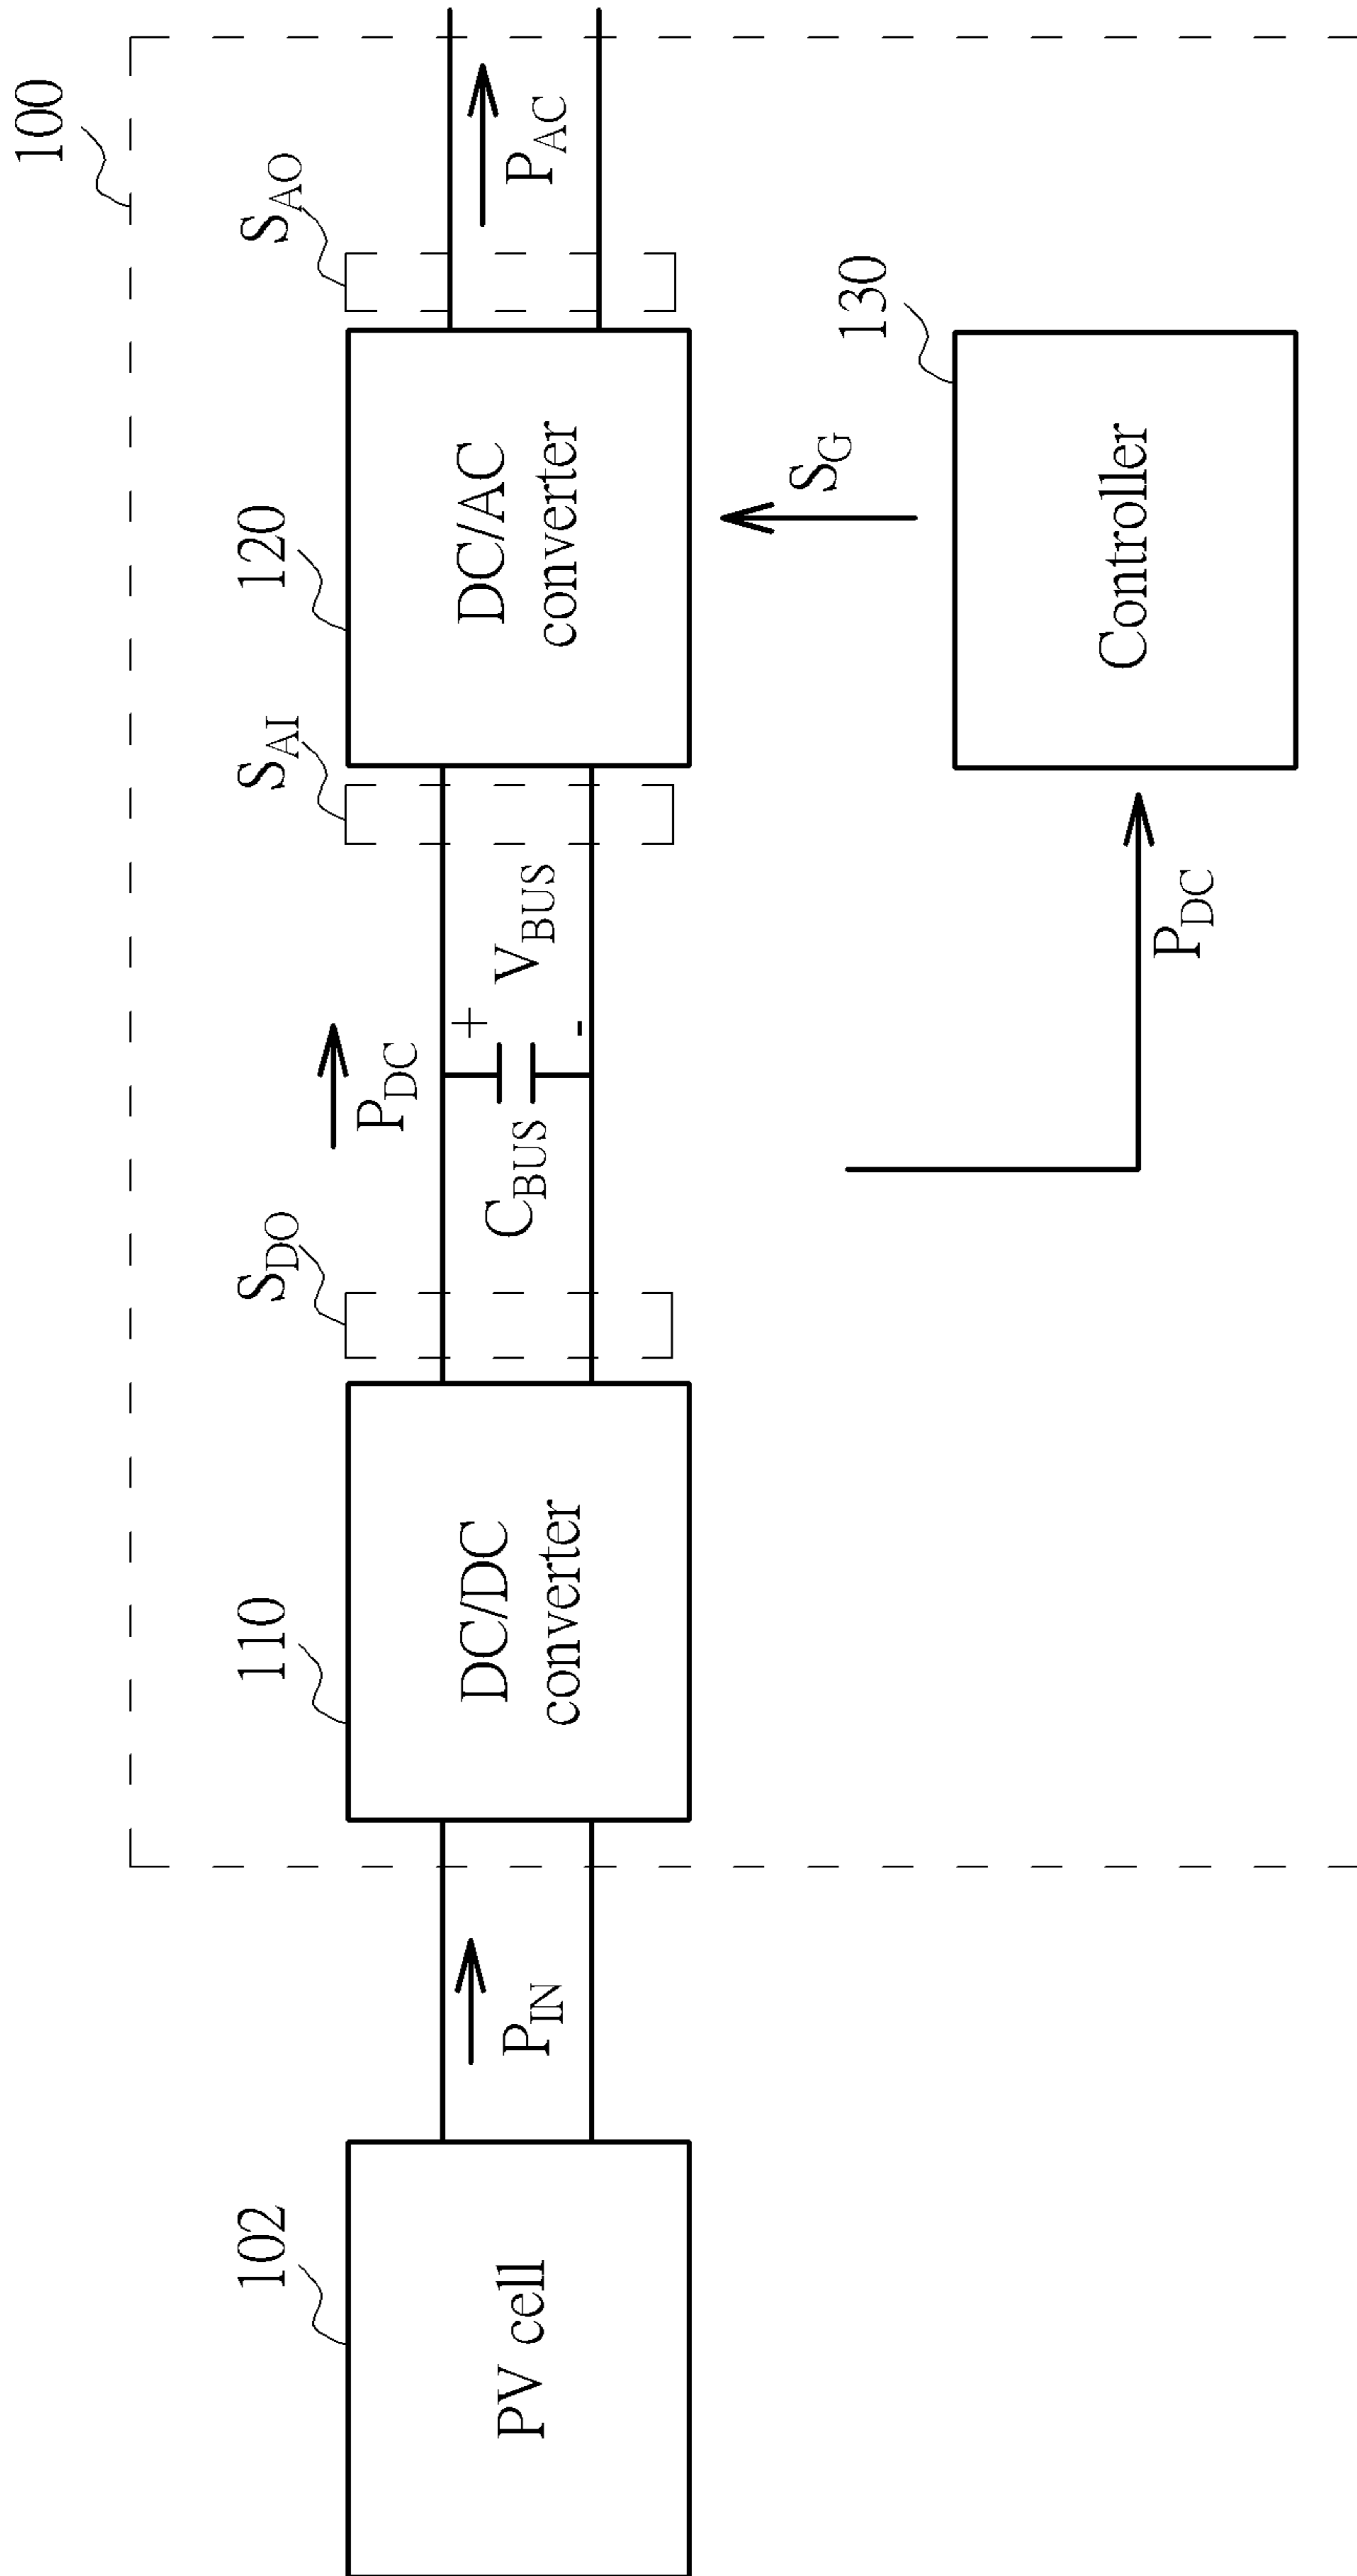 100
102
PV cell
P_IN
110
DC/DC
converter
S_DO
P_DC
C_BUS
+
V_BUS
-
S_AI
120
DC/AC
converter
S_AO
P_AC
S_G
P_DC
130
Controller